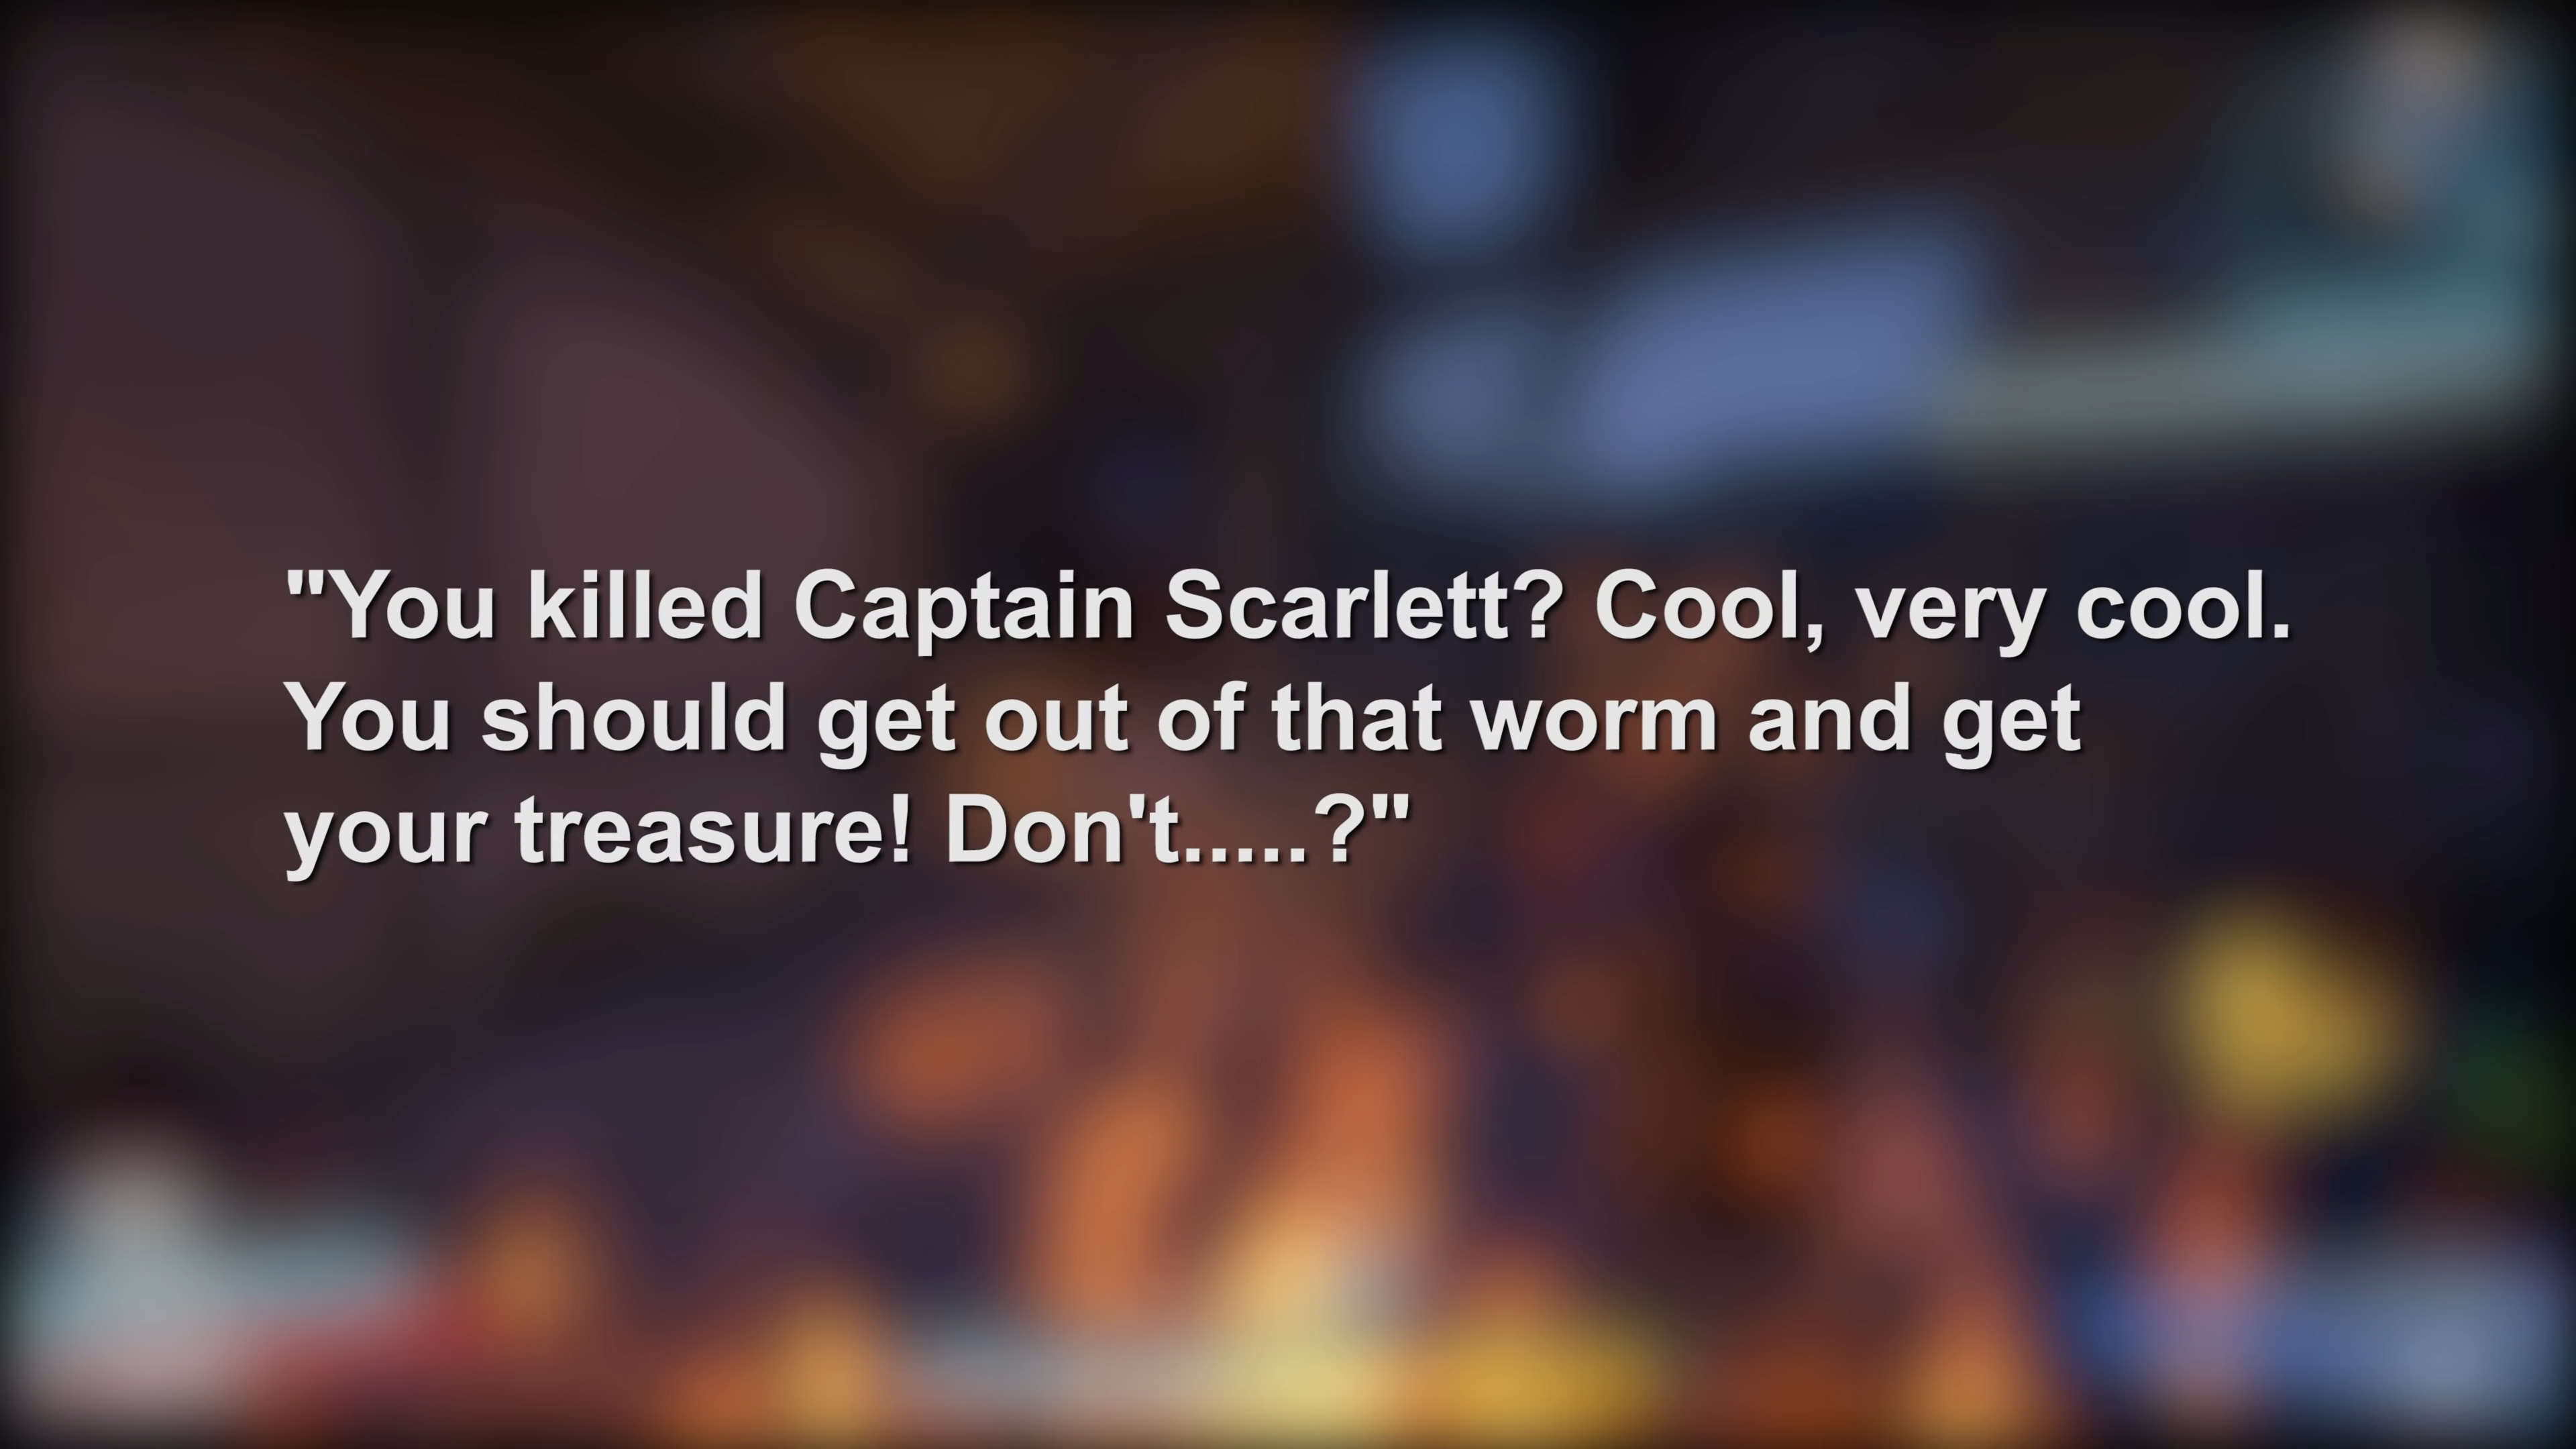 "You killed Captain Scarlett? Cool, very cool.
You should get out of that worm and get
your treasure! Don't.....?"